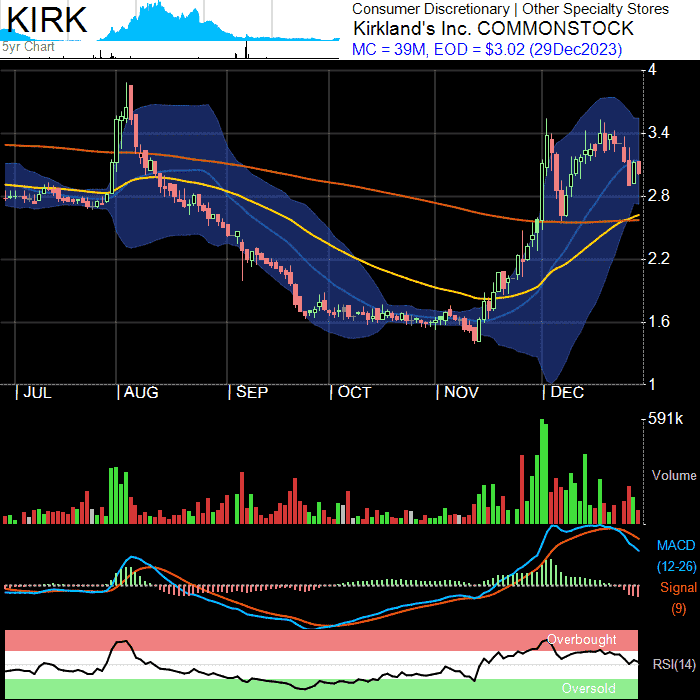 KIRK
5yr Chart
Consumer Discretionary | Other Specialty Stores
Kirkland's Inc. COMMONSTOCK
MC = 39M, EOD = $3.02 (29Dec2023)
4
3.4
2.8
2.2
1.6
1
| JUL | AUG | SEP | OCT | NOV | DEC
591k
Volume
MACD
(12-26)
Signal
(9)
Overbought
RSI(14)
Oversold